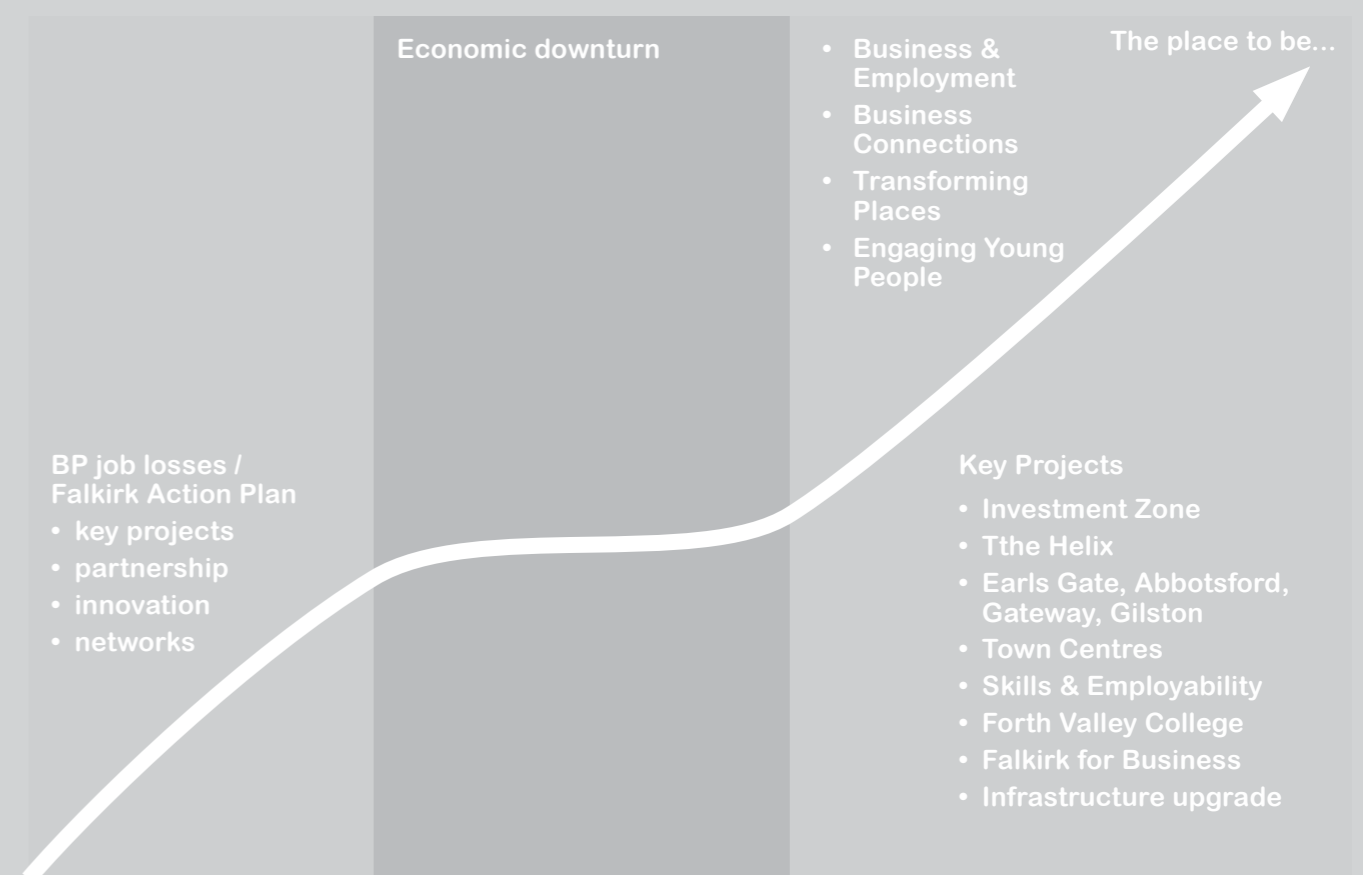 Economic downturn
• Business &
Employment
• Business
Connections
• Transforming
Places
• Engaging Young
People
The place to be...
BP job losses /
Falkirk Action Plan
• key projects
• partnership
• innovation
• networks
Key Projects
• Investment Zone
• Tthe Helix
• Earls Gate, Abbotsford,
Gateway, Gilston
• Town Centres
• Skills & Employability
• Forth Valley College
• Falkirk for Business
• Infrastructure upgrade